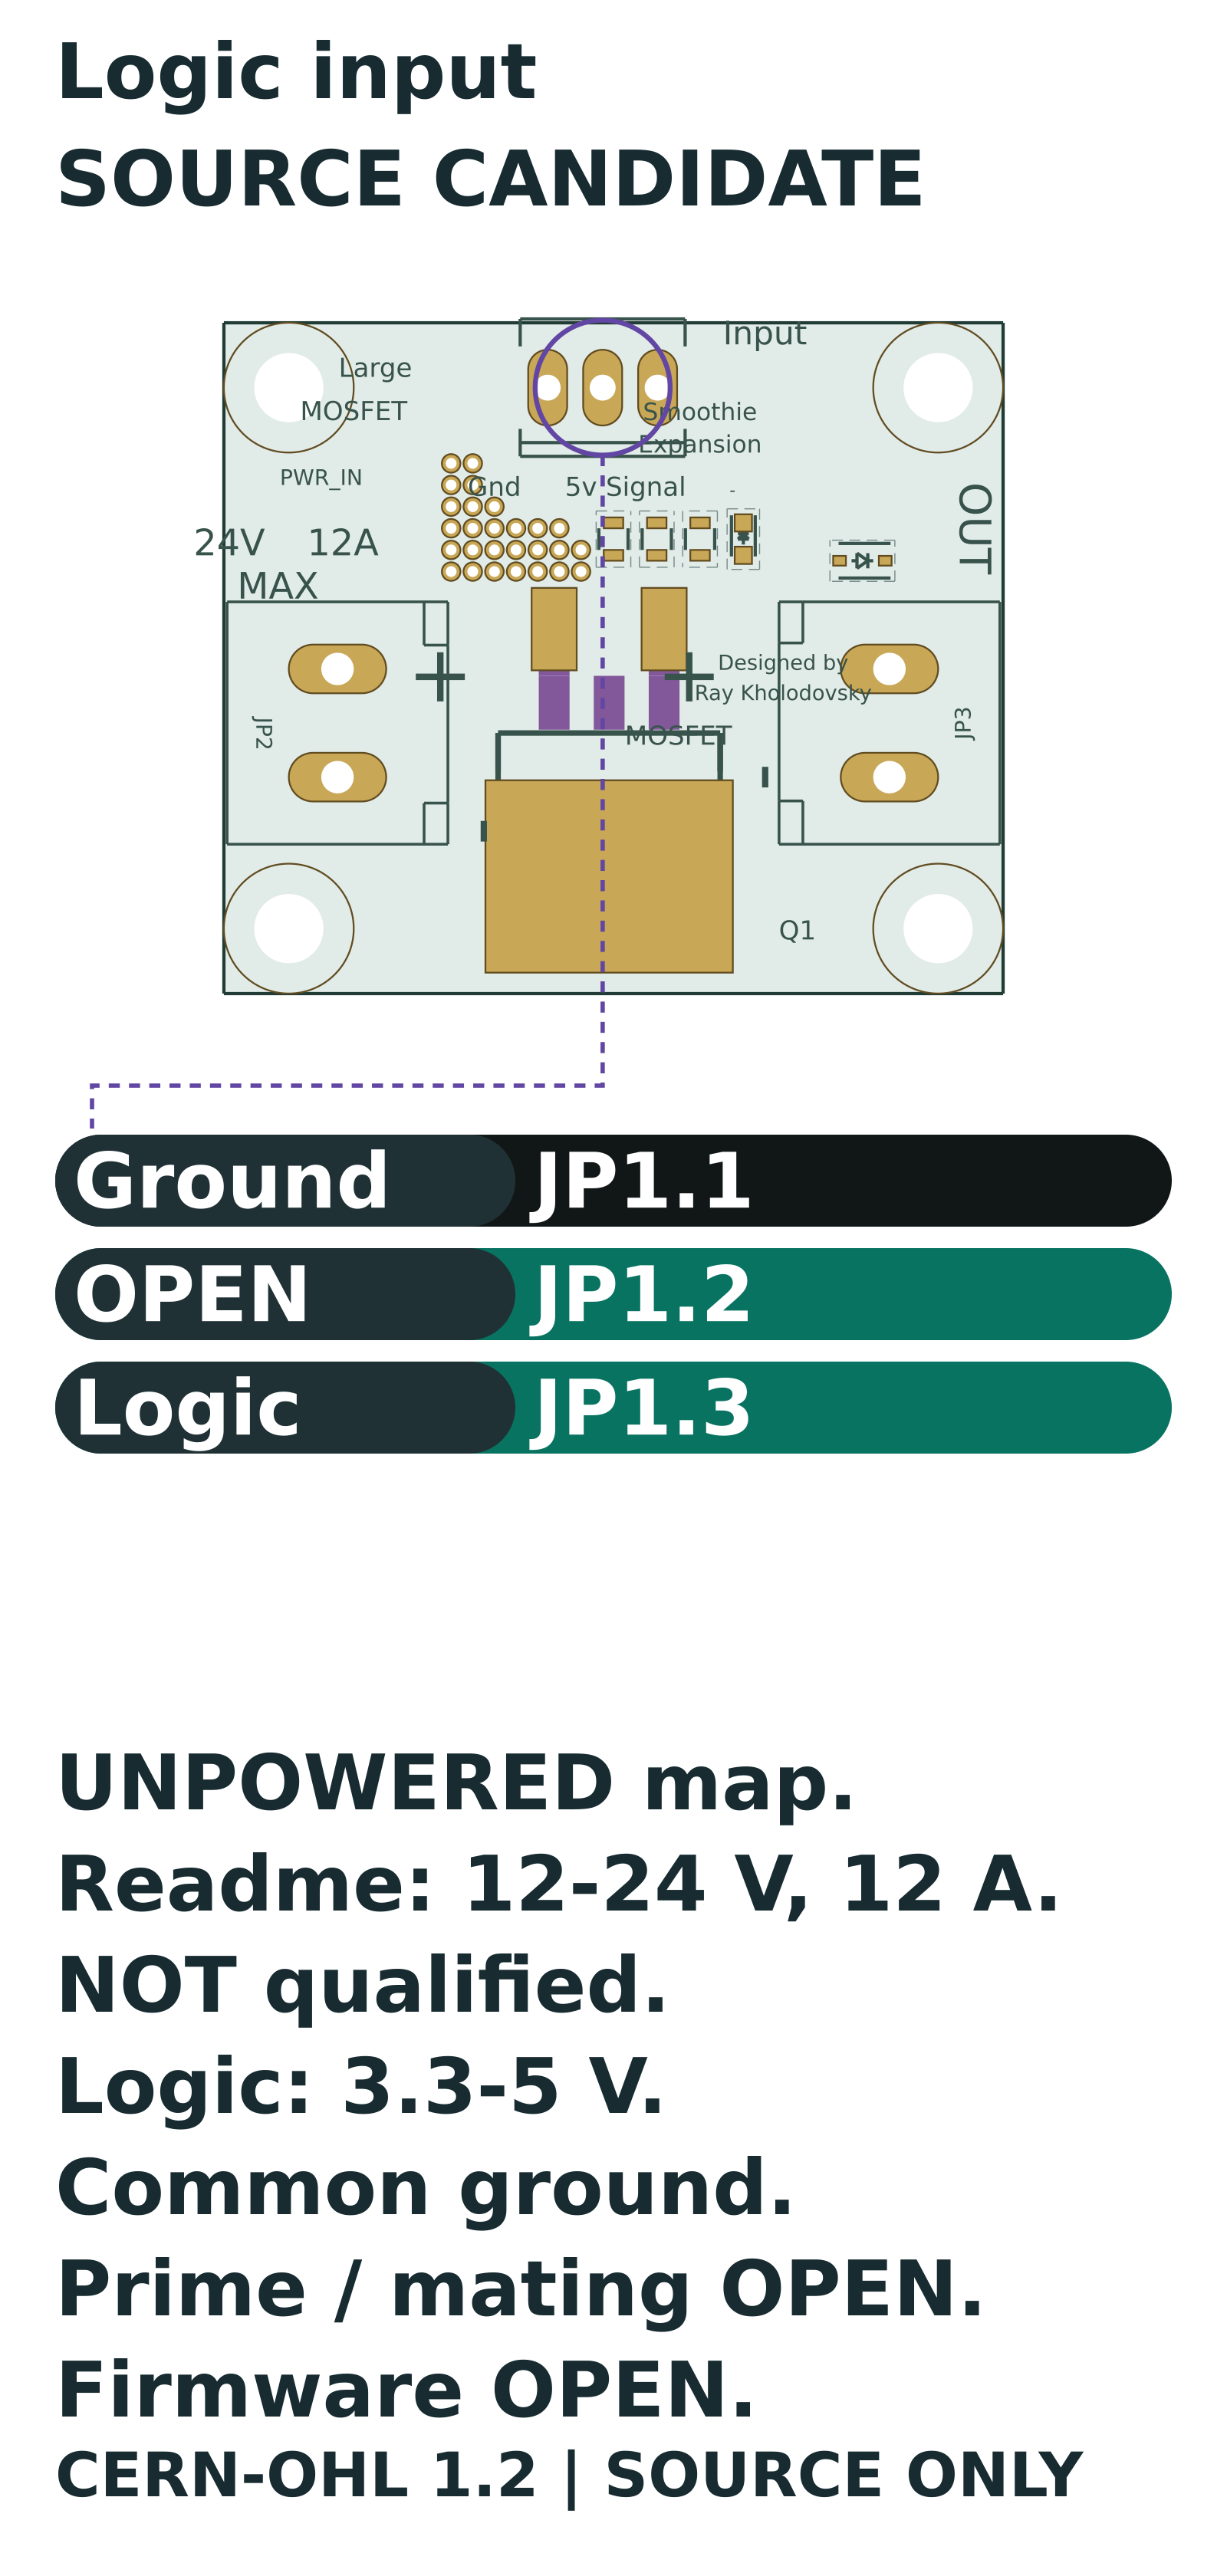 Logic input
SOURCE CANDIDATE
Input
Large
MOSFET
Smoothie
Expansion
PWR_IN
Gnd 5v Signal -
24V 12A
MAX
OUT
+ +
Designed by
Ray Kholodovsky
JP2
JP3
MOSFET
-
-
Q1
Ground JP1.1
OPEN JP1.2
Logic JP1.3
UNPOWERED map.
Readme: 12-24 V, 12 A.
NOT qualified.
Logic: 3.3-5 V.
Common ground.
Prime / mating OPEN.
Firmware OPEN.
CERN-OHL 1.2 | SOURCE ONLY